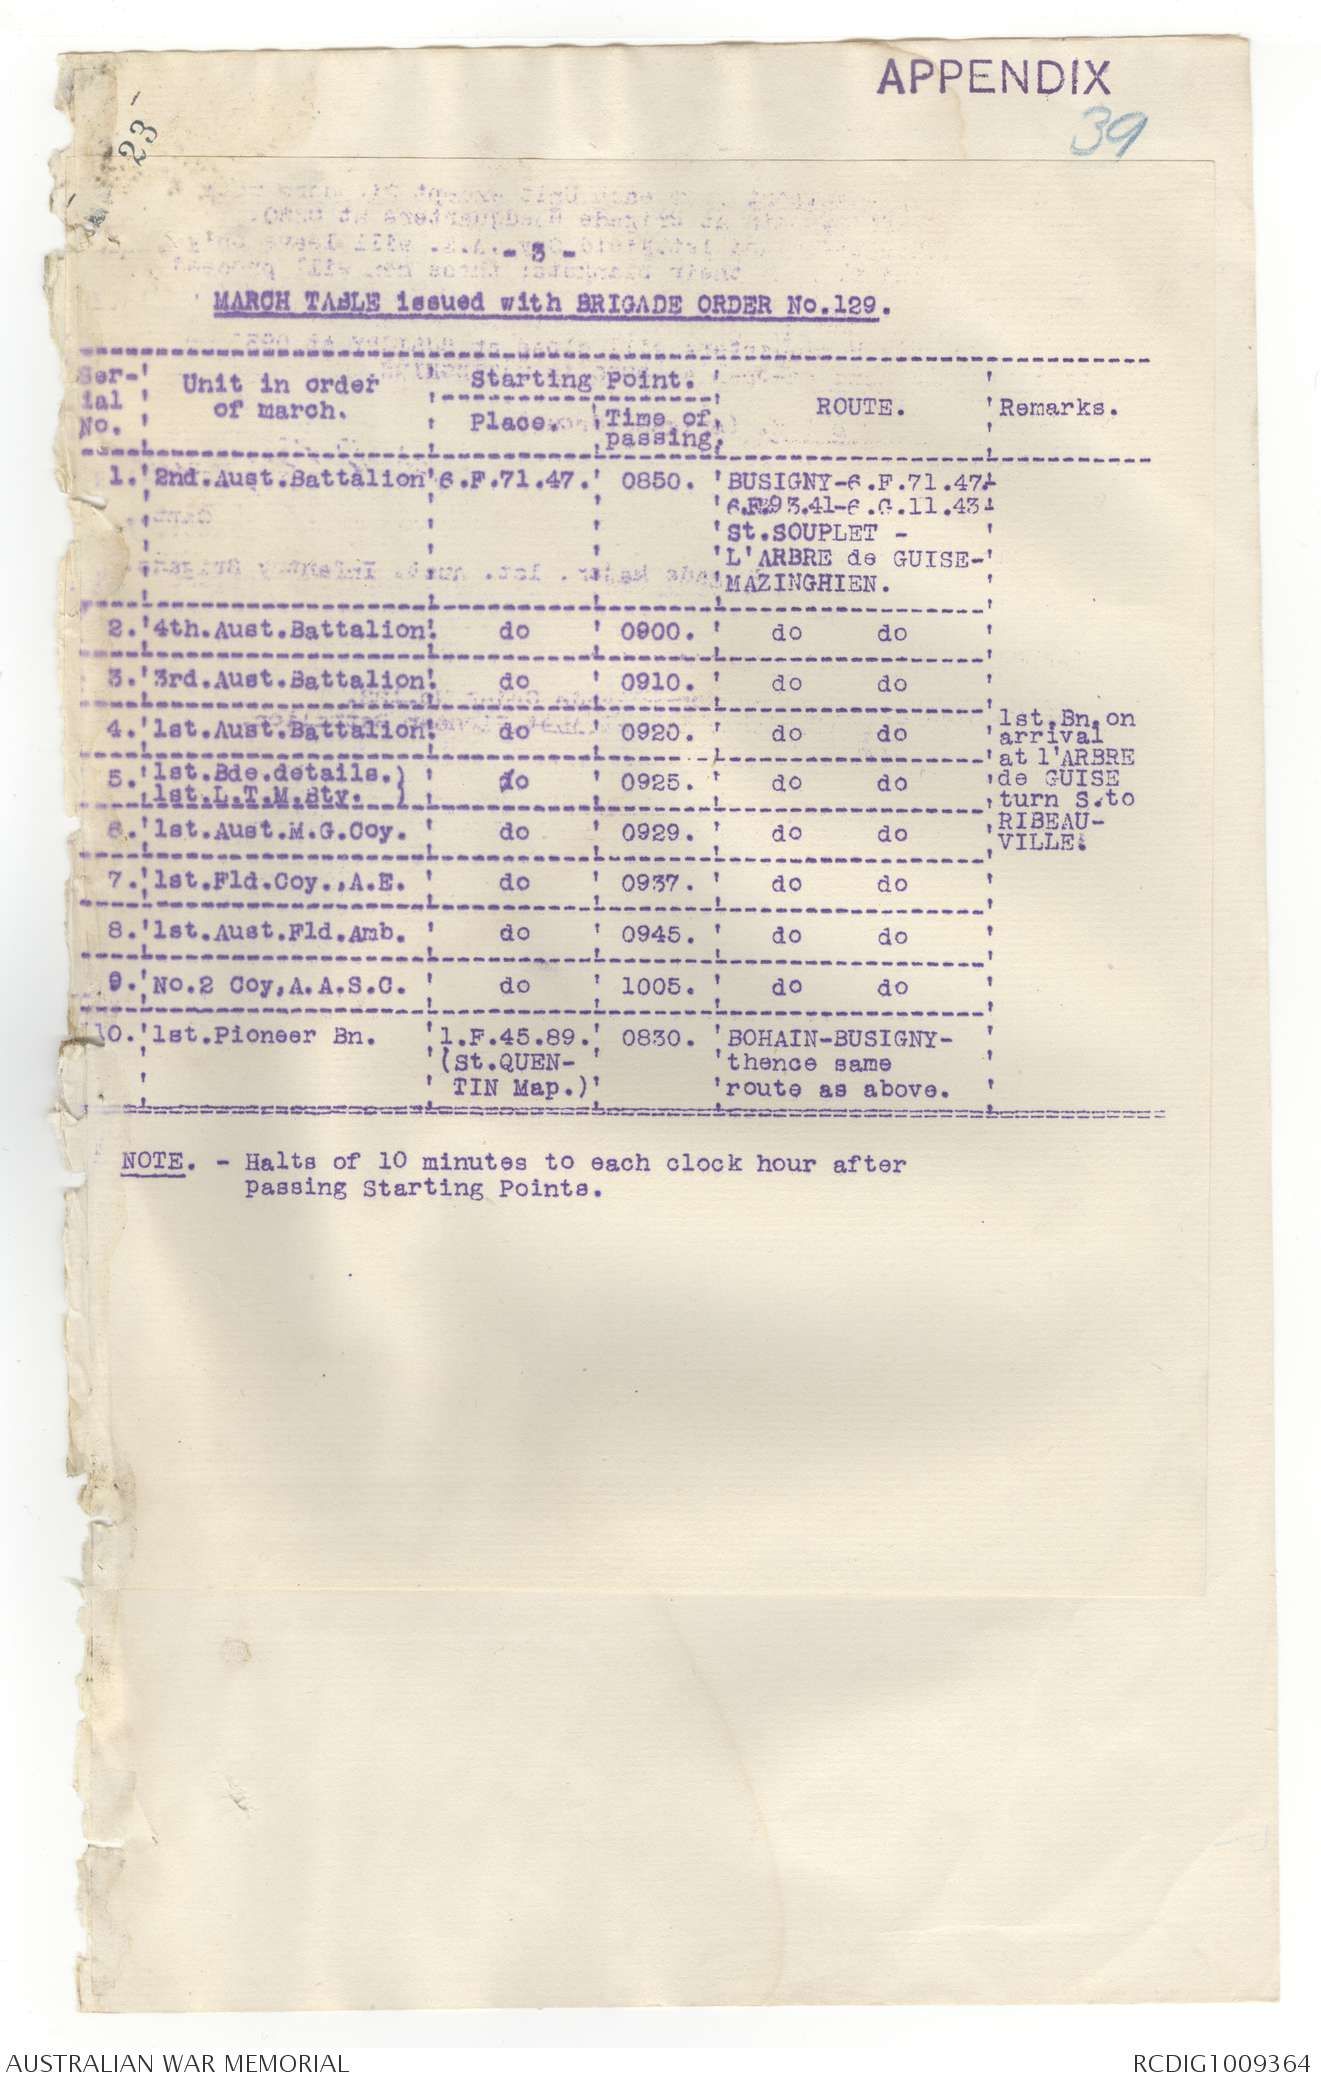 APPENDIX
39
23
- 3 -
MARCH TABLE issued with BRIGADE ORDER No.129.
Ser-ial No. | Unit in order of march. | Starting Point. Place. | Time of passing. | ROUTE. | Remarks.
1. 2nd.Aust.Battalion 6.F.71.47. 0850. BUSIGNY-6.F.71.47.-
6.F.93.41-6.G.11.43-
St.SOUPLET -
L'ARBRE de GUISE-
MAZINGHIEN.
2. 4th.Aust.Battalion. do 0900. do do
3. 3rd.Aust.Battalion. do 0910. do do
4. 1st.Aust.Battalion. do 0920. do do
1st.Bn.on
arrival
at l'ARBRE
de GUISE
turn S.to
RIBEAU-
VILLE.
5. 1st.Bde.details.) do 0925. do do
1st.L.T.M.Bty. )
6. 1st.Aust.M.G.Coy. do 0929. do do
7. 1st.Fld.Coy.,A.E. do 0937. do do
8. 1st.Aust.Fld.Amb. do 0945. do do
9. No.2 Coy,A.A.S.C. do 1005. do do
10. 1st.Pioneer Bn. 1.F.45.89. 0830. BOHAIN-BUSIGNY-
(St.QUEN- thence same
TIN Map.) route as above.
NOTE. - Halts of 10 minutes to each clock hour after
passing Starting Points.
AUSTRALIAN WAR MEMORIAL
RCDIG1009364